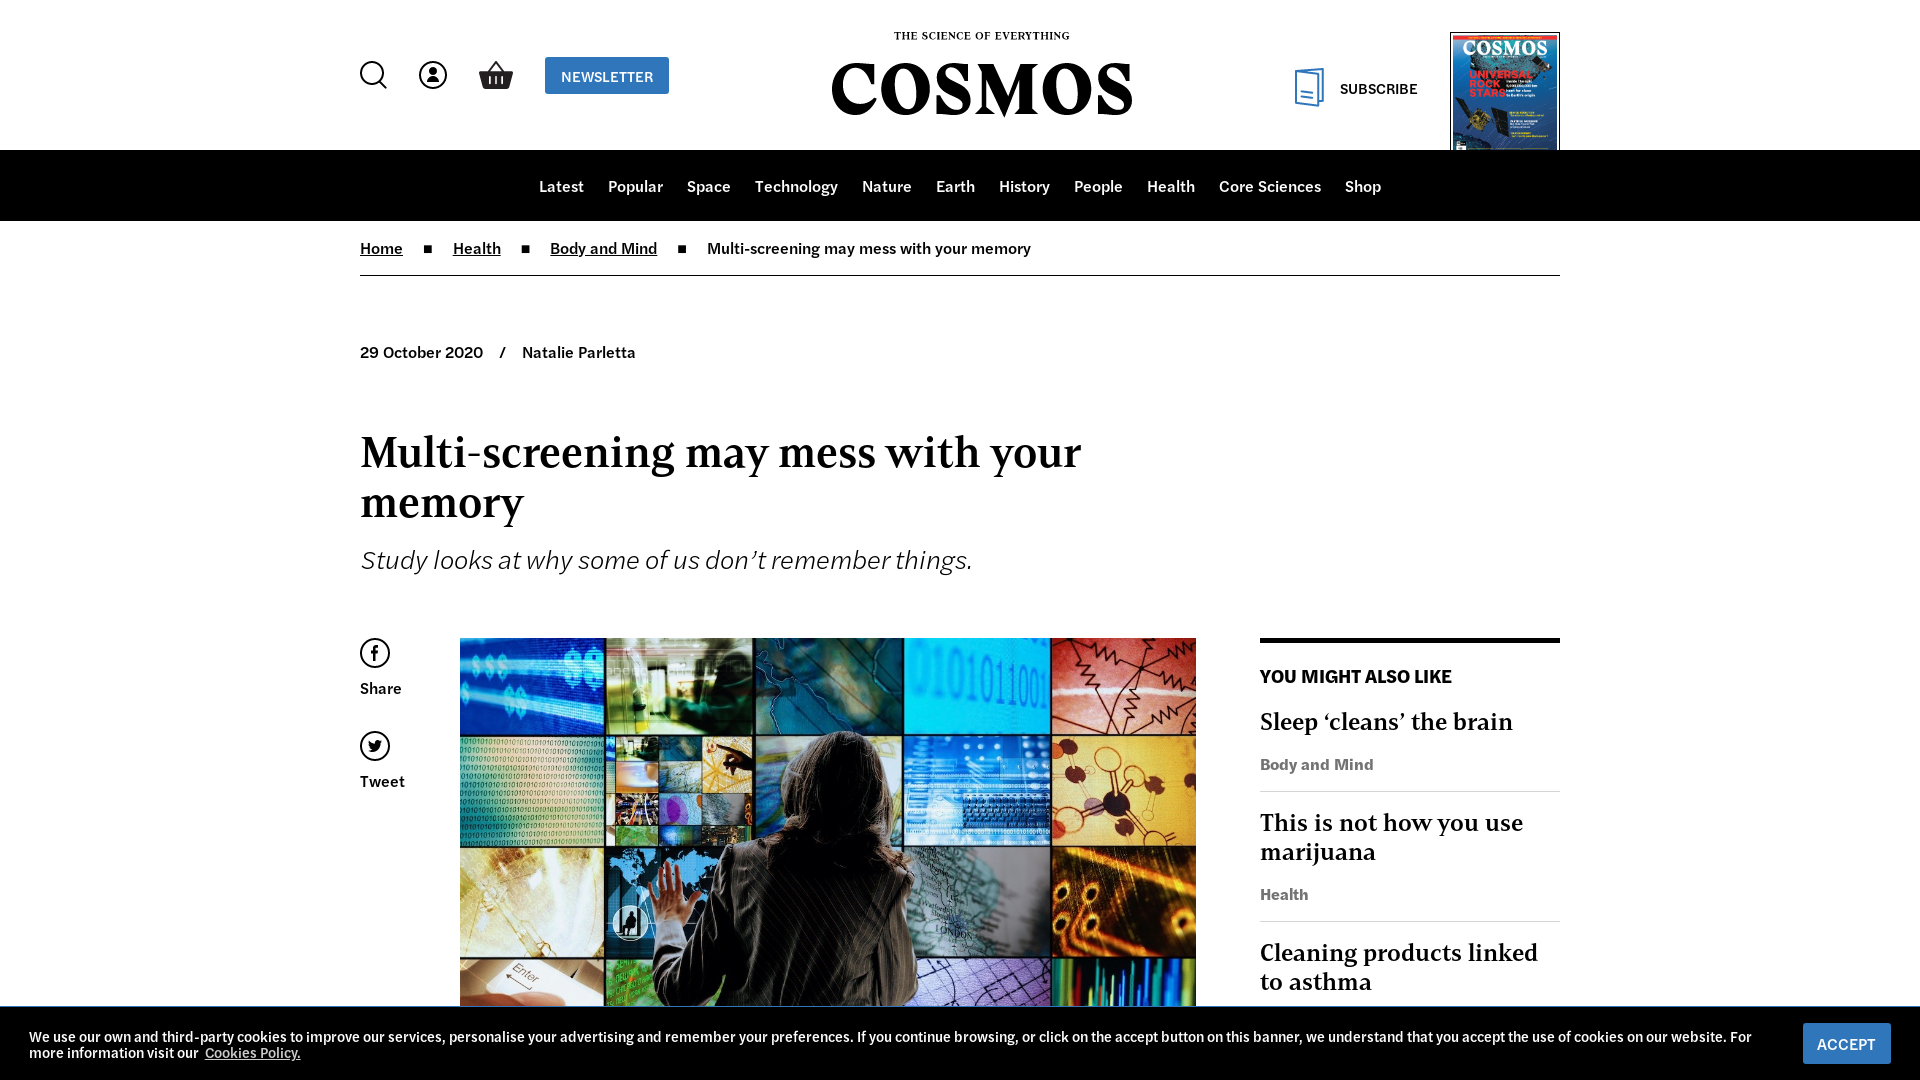 THE SCIENCE OF EVERYTHING
COSMOS
NEWSLETTER
SUBSCRIBE
COSMOS
UNIVERSAL
ROCK
STARS
Latest Popular Space Technology Nature Earth History People Health Core Sciences Shop
Home ■ Health ■ Body and Mind ■ Multi-screening may mess with your memory
29 October 2020 / Natalie Parletta
Multi-screening may mess with your
memory
Study looks at why some of us don’t remember things.
Share
Tweet
Enter
LONDON
YOU MIGHT ALSO LIKE
Sleep ‘cleans’ the brain
Body and Mind
This is not how you use
marijuana
Health
Cleaning products linked
to asthma
We use our own and third-party cookies to improve our services, personalise your advertising and remember your preferences. If you continue browsing, or click on the accept button on this banner, we understand that you accept the use of cookies on our website. For
more information visit our Cookies Policy.
ACCEPT